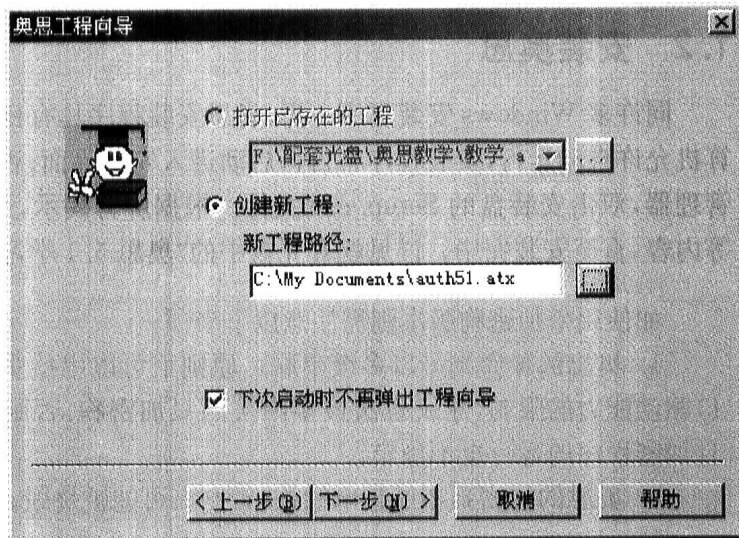 奥思工程向导
打开已存在的工程
F:\配套光盘\奥思教学\教学.a
...
创建新工程:
新工程路径:
C:\My Documents\auth51.atx
...
下次启动时不再弹出工程向导
< 上一步(B) 下一步(N) > 取消 帮助